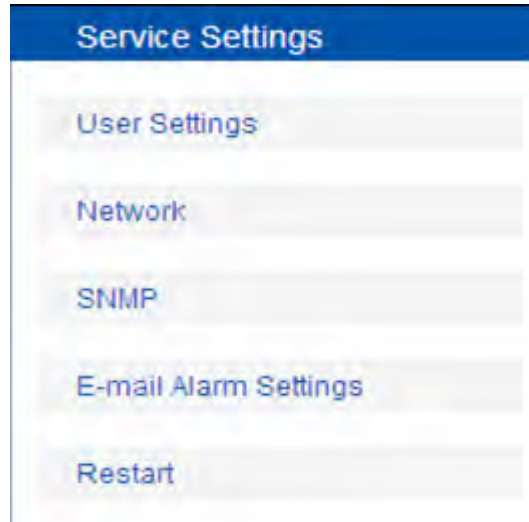 Service Settings
User Settings
Network
SNMP
E-mail Alarm Settings
Restart